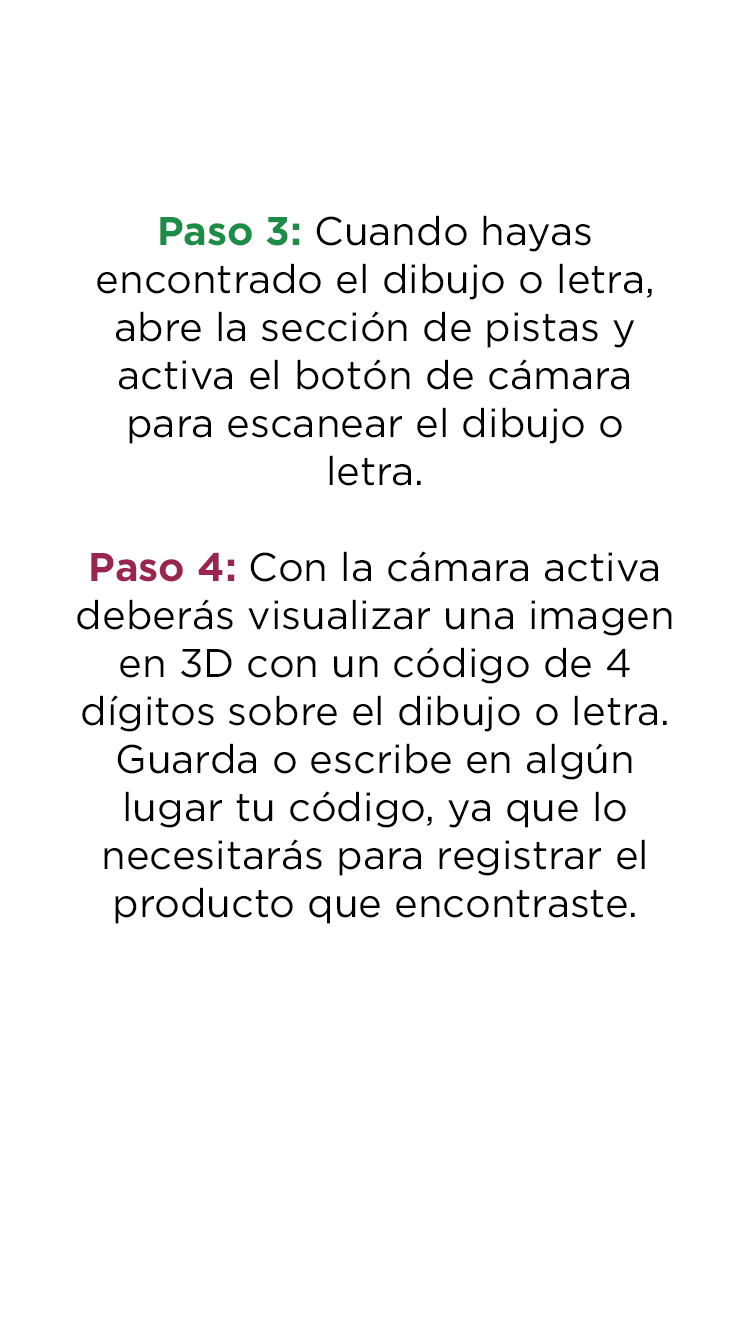 Paso 3: Cuando hayas
encontrado el dibujo o letra,
abre la sección de pistas y
activa el botón de cámara
para escanear el dibujo o
letra.
Paso 4: Con la cámara activa
deberás visualizar una imagen
en 3D con un código de 4
dígitos sobre el dibujo o letra.
Guarda o escribe en algún
lugar tu código, ya que lo
necesitarás para registrar el
producto que encontraste.